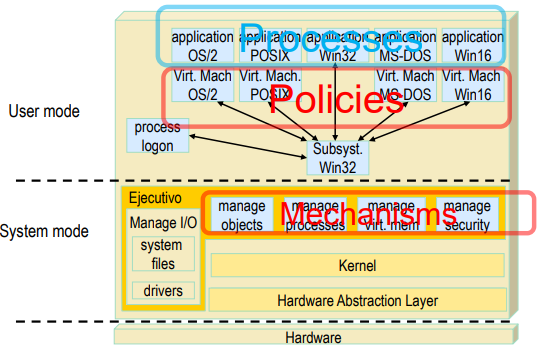 application application application application application
OS/2 POSIX Win32 MS-DOS Win16
Processes
Virt. Mach Virt. Mach. Virt. Mach Virt. Mach
OS/2 POSIX MS-DOS Win16
Policies
User mode
process
logon
Subsyst.
Win32
Ejecutivo
manage manage manage manage
objects processes virt. mem security
Mechanisms
Manage I/O
System mode
system
files
Kernel
drivers
Hardware Abstraction Layer
Hardware